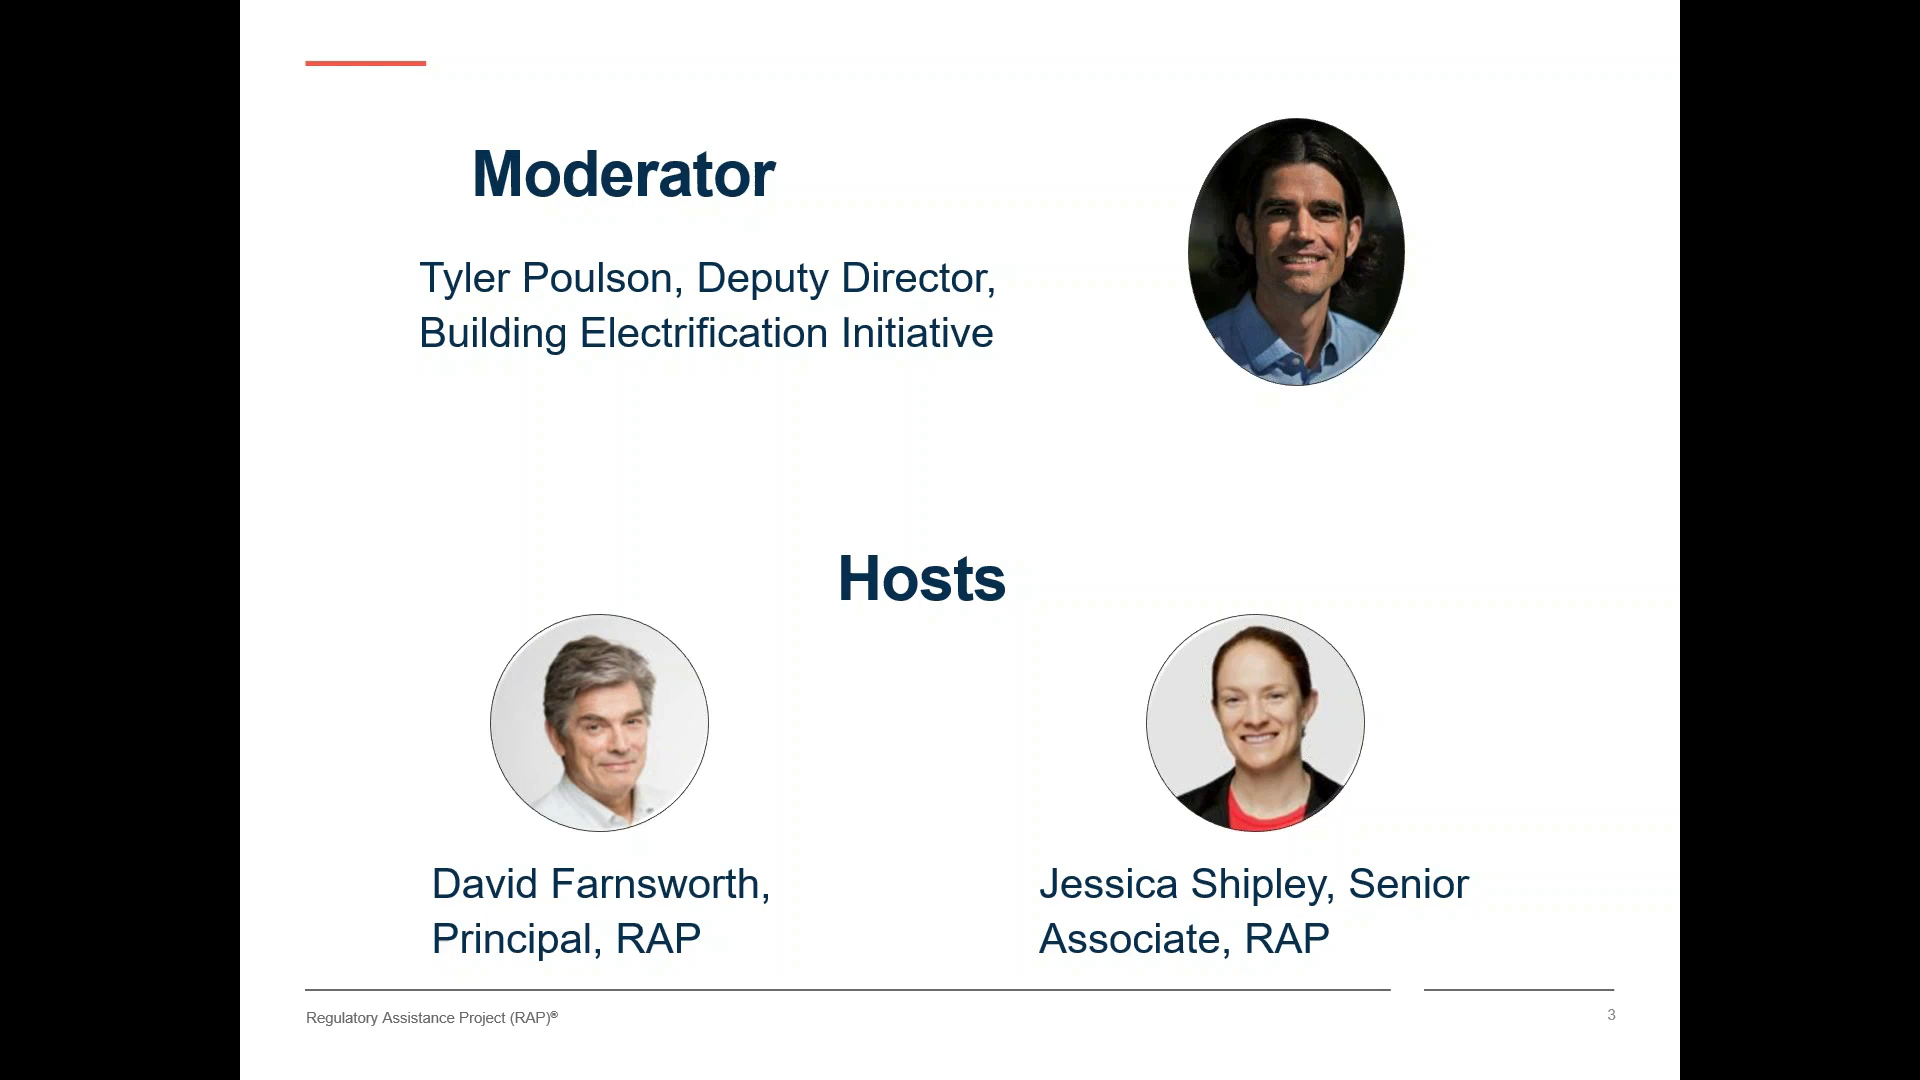 Moderator
Tyler Poulson, Deputy Director,
Building Electrification Initiative
Hosts
David Farnsworth,
Principal, RAP
Jessica Shipley, Senior
Associate, RAP
Regulatory Assistance Project (RAP)®
3